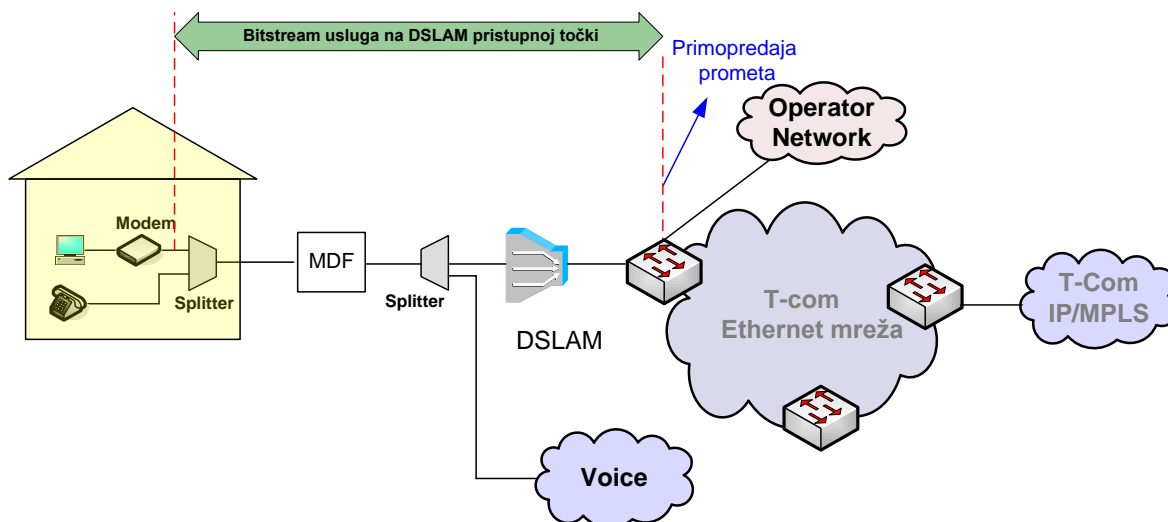 Bitstream usluga na DSLAM pristupnoj točki
Primopredaja
prometa
Operator
Network
Modem
Splitter
MDF
Splitter
DSLAM
T-com
Ethernet mreža
T-Com
IP/MPLS
Voice